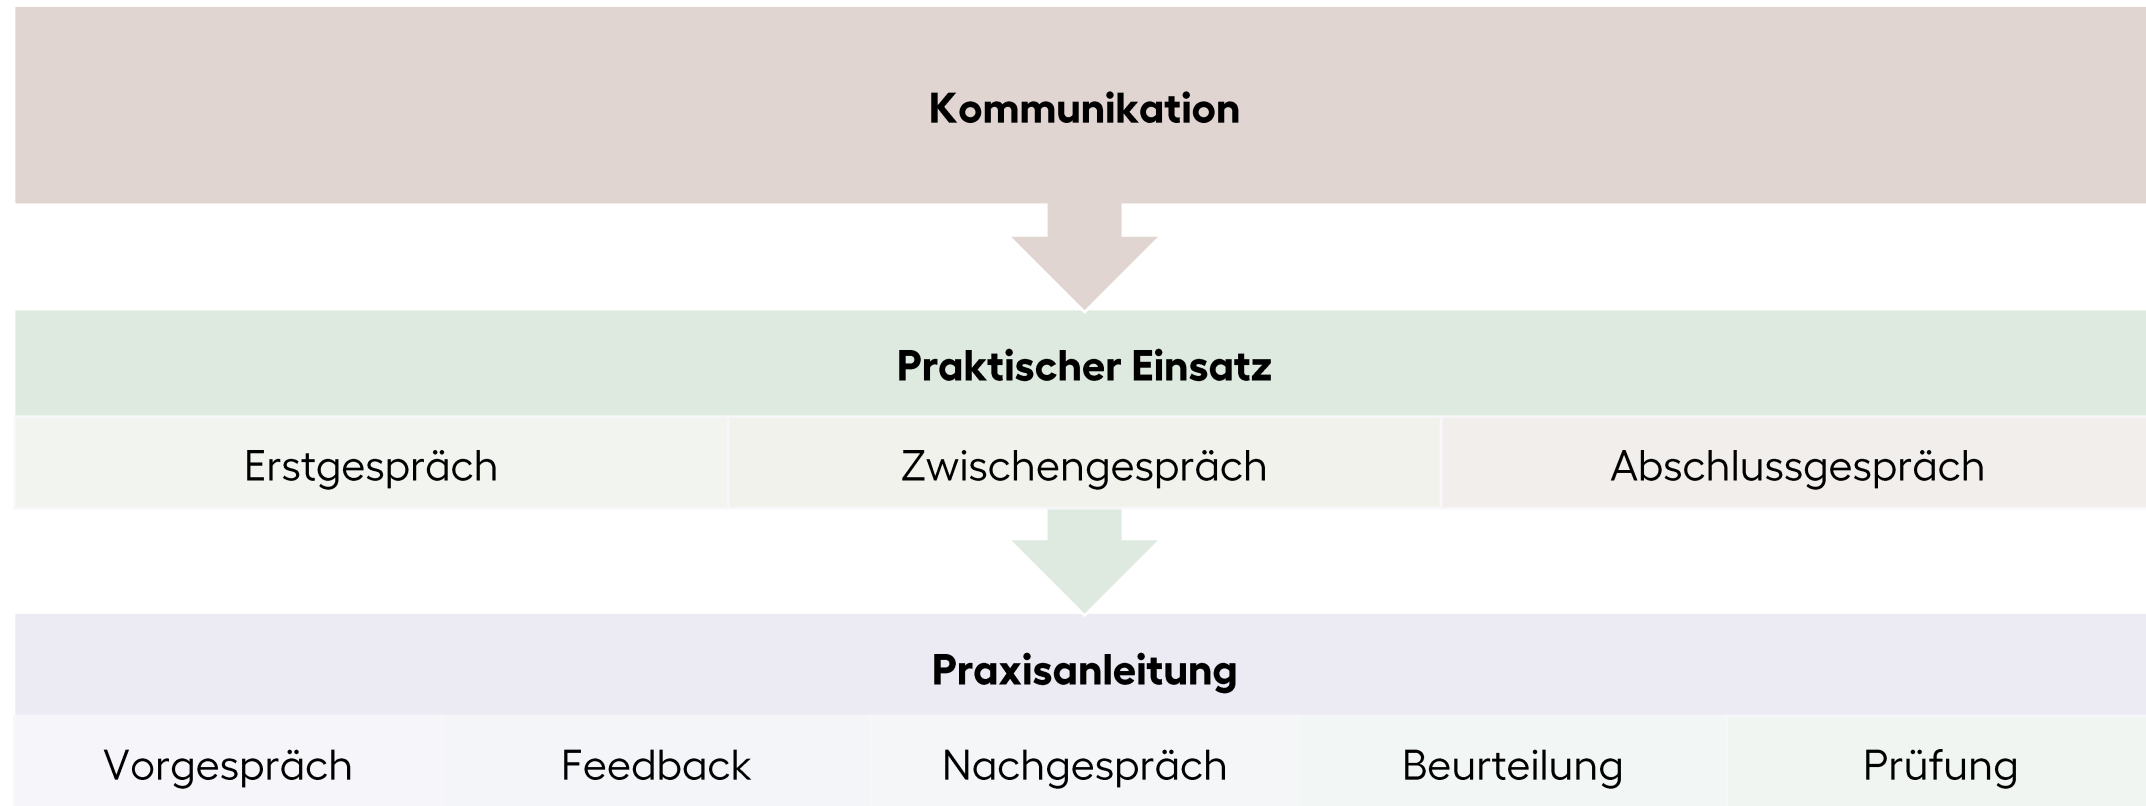 Kommunikation
Praktischer Einsatz
Erstgespräch Zwischengespräch Abschlussgespräch
Praxisanleitung
Vorgespräch Feedback Nachgespräch Beurteilung Prüfung